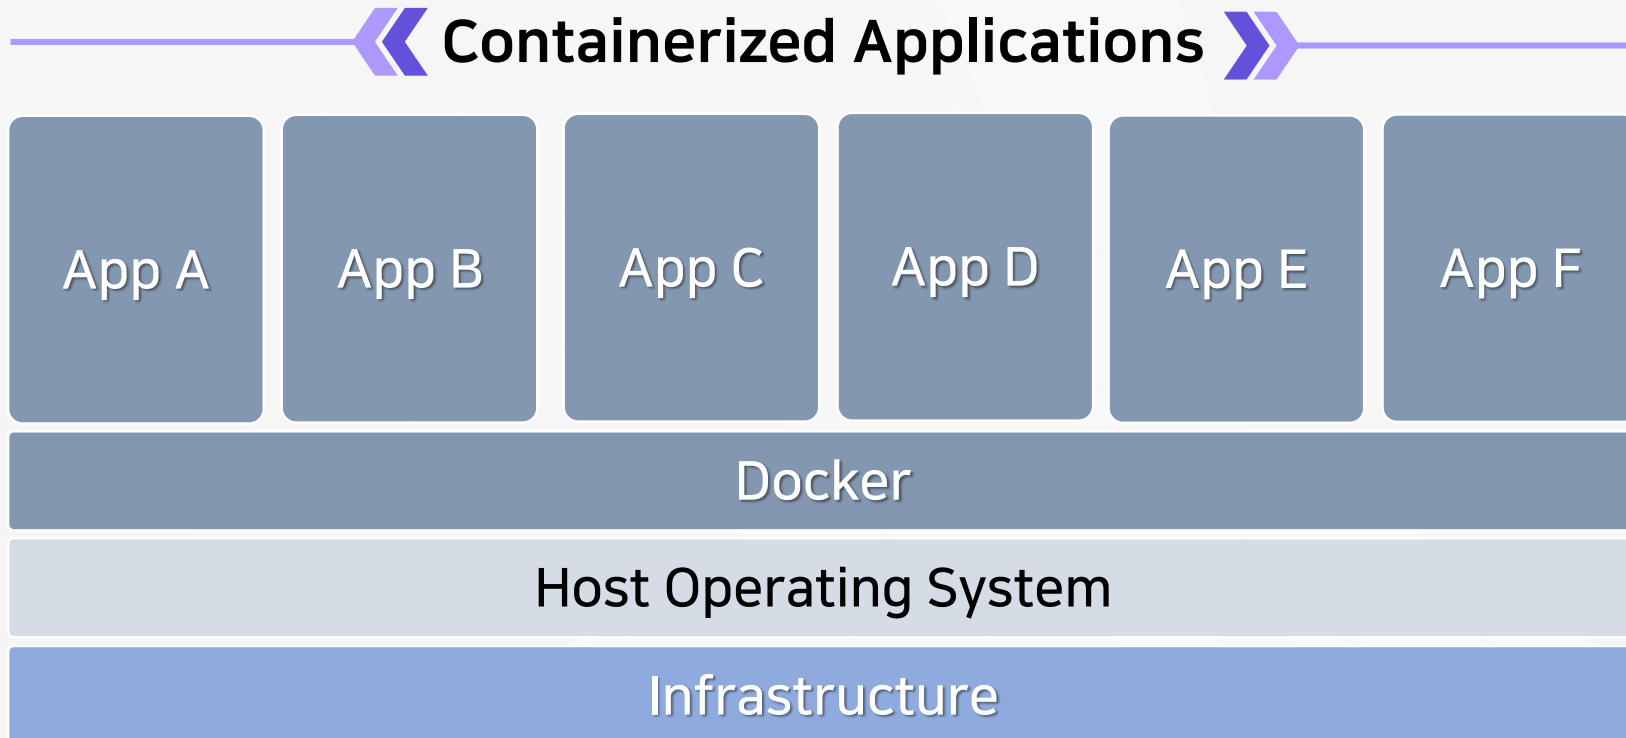 Containerized Applications
App A
App B
App C
App D
App E
App F
Docker
Host Operating System
Infrastructure